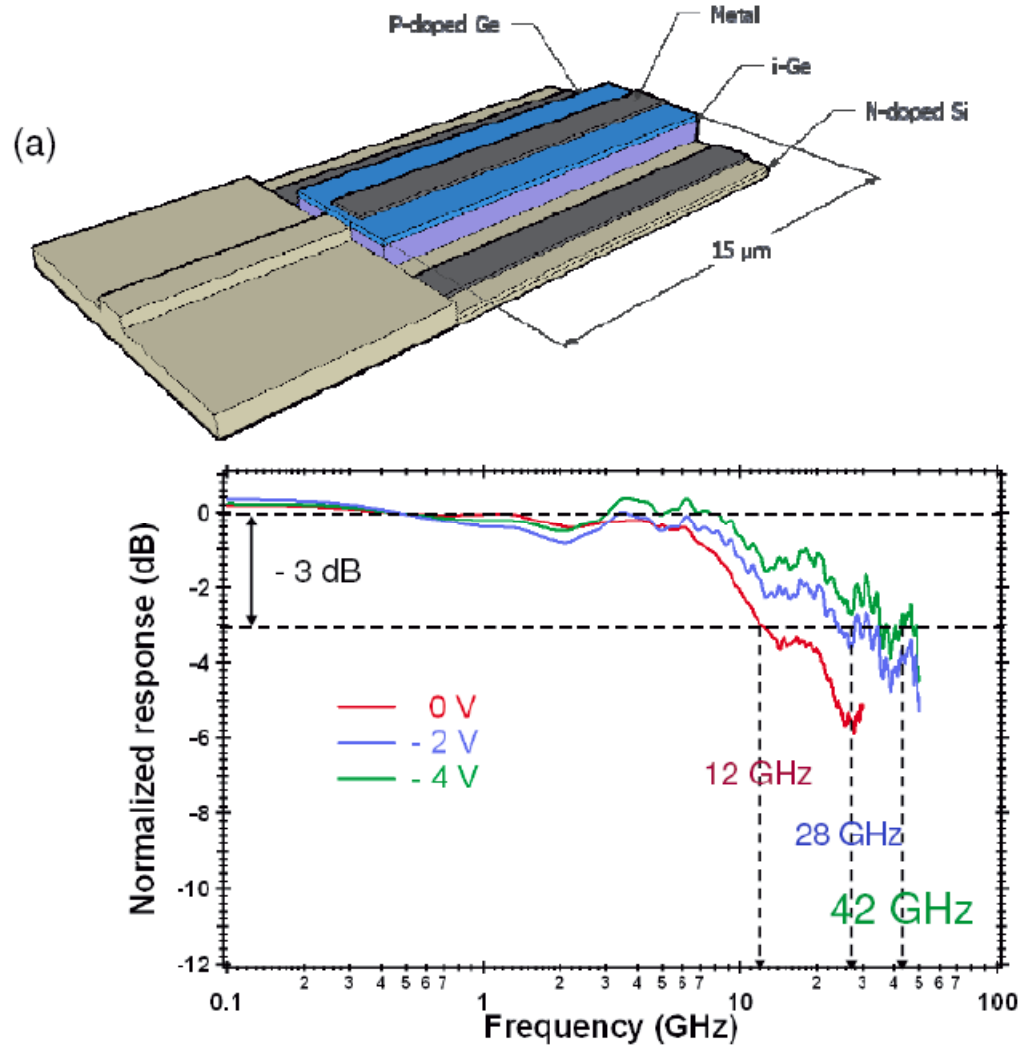 P-doped Ge
Metal
i-Ge
N-doped Si
(a)
15 µm
Normalized response (dB)
0
-2
-4
-6
-8
-10
-12
- 3 dB
0 V
- 2 V
- 4 V
12 GHz
28 GHz
42 GHz
2 3 4 5 6 7 2 3 4 5 6 7 2 3 4 5 7
0.1 1 10 100
Frequency (GHz)